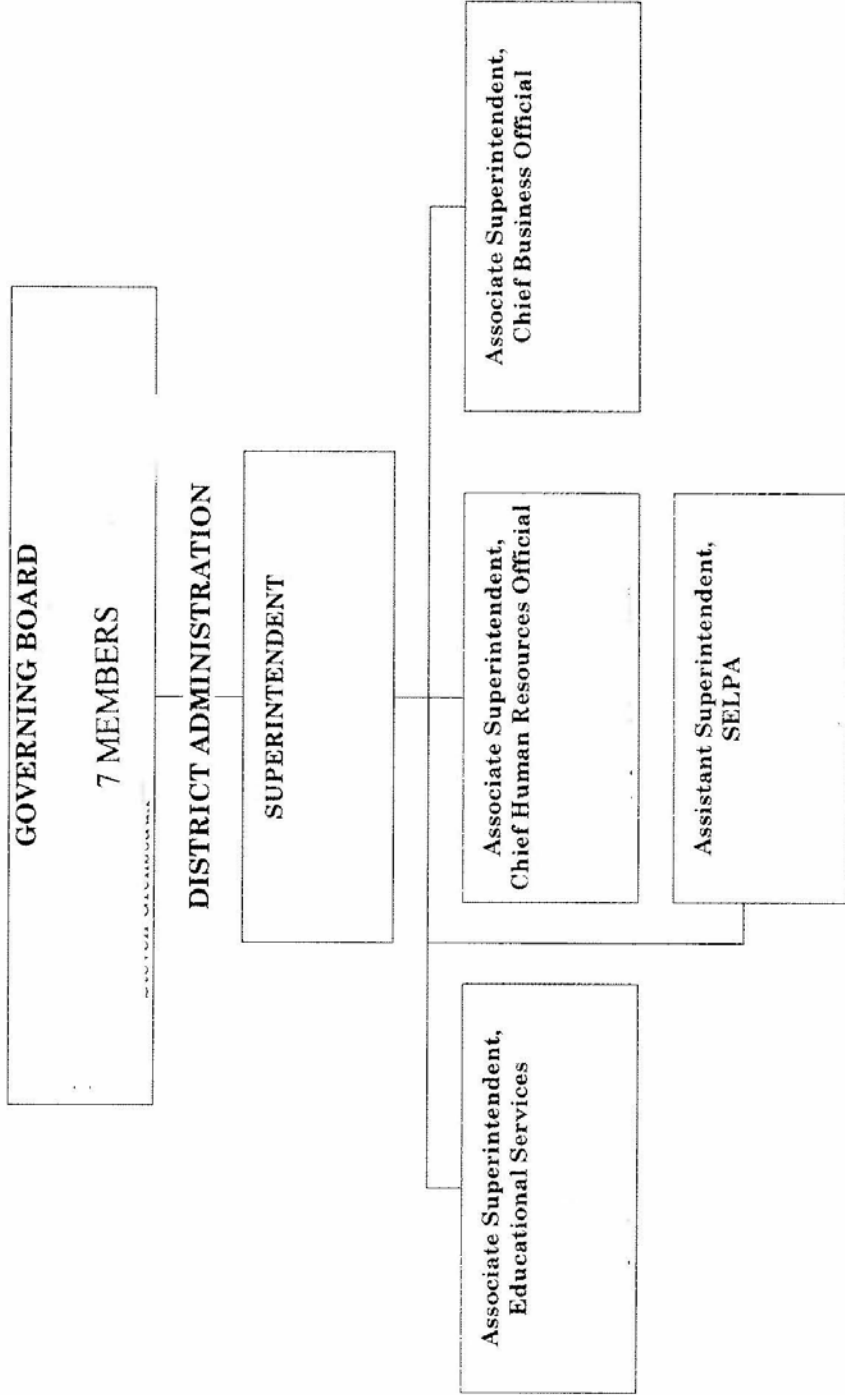 GOVERNING BOARD
7 MEMBERS
DISTRICT ADMINISTRATION
SUPERINTENDENT
Associate Superintendent,
Educational Services
Associate Superintendent,
Chief Human Resources Official
Associate Superintendent,
Chief Business Official
Assistant Superintendent,
SELPA